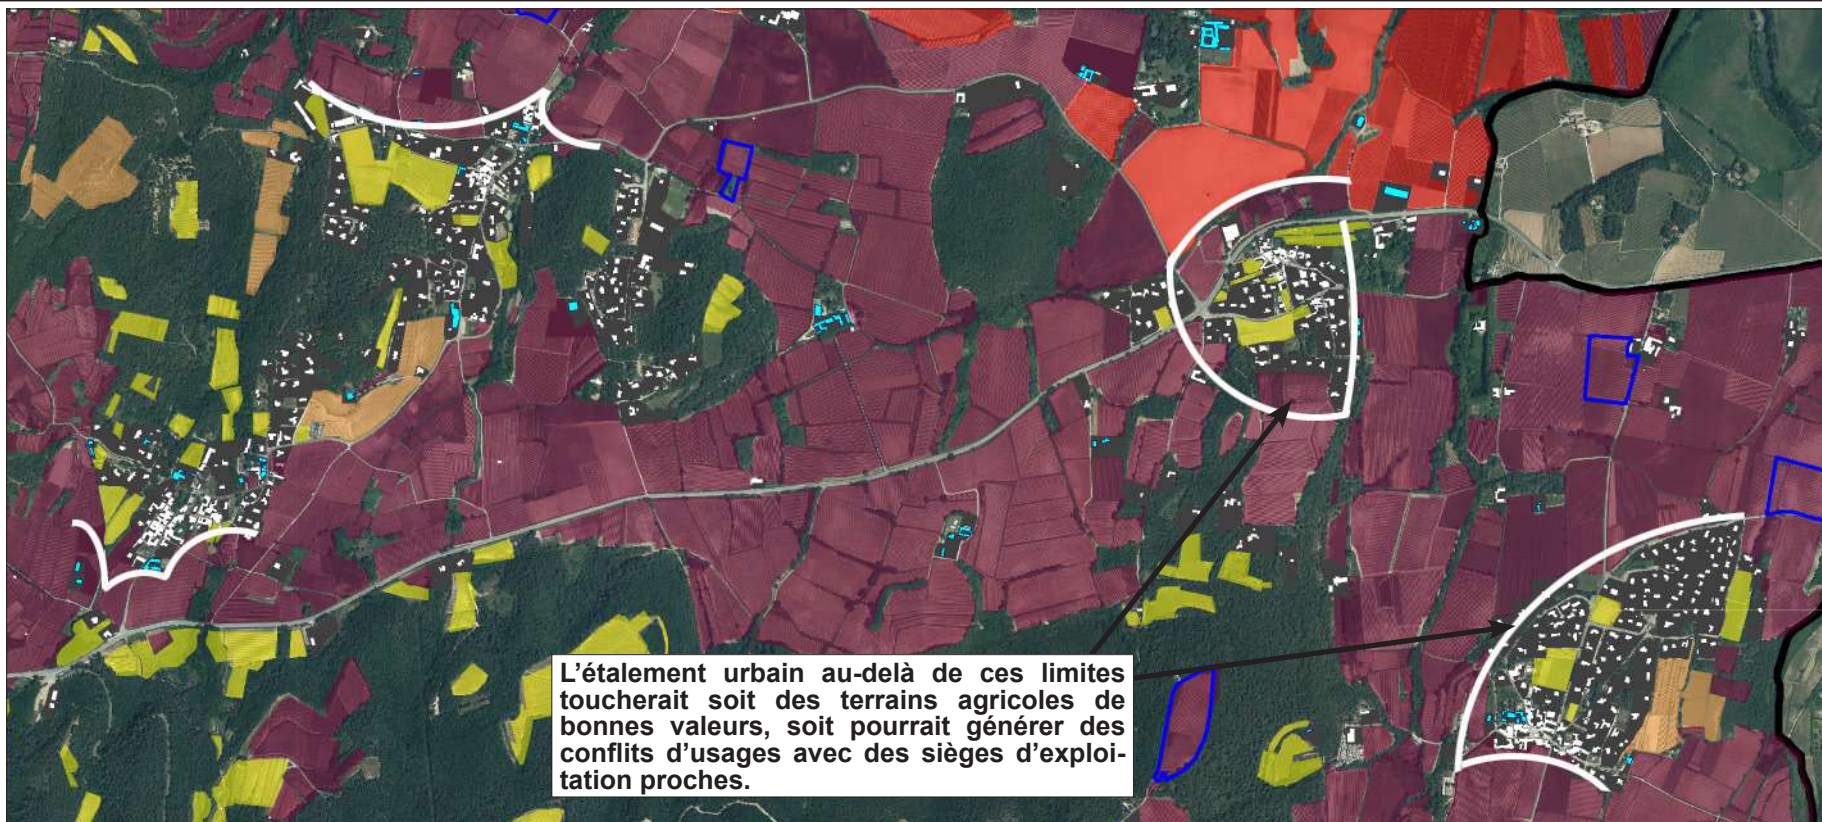 L’étalement urbain au-delà de ces limites
toucherait soit des terrains agricoles de
bonnes valeurs, soit pourrait générer des
conflits d’usages avec des sièges d’exploi-
tation proches.